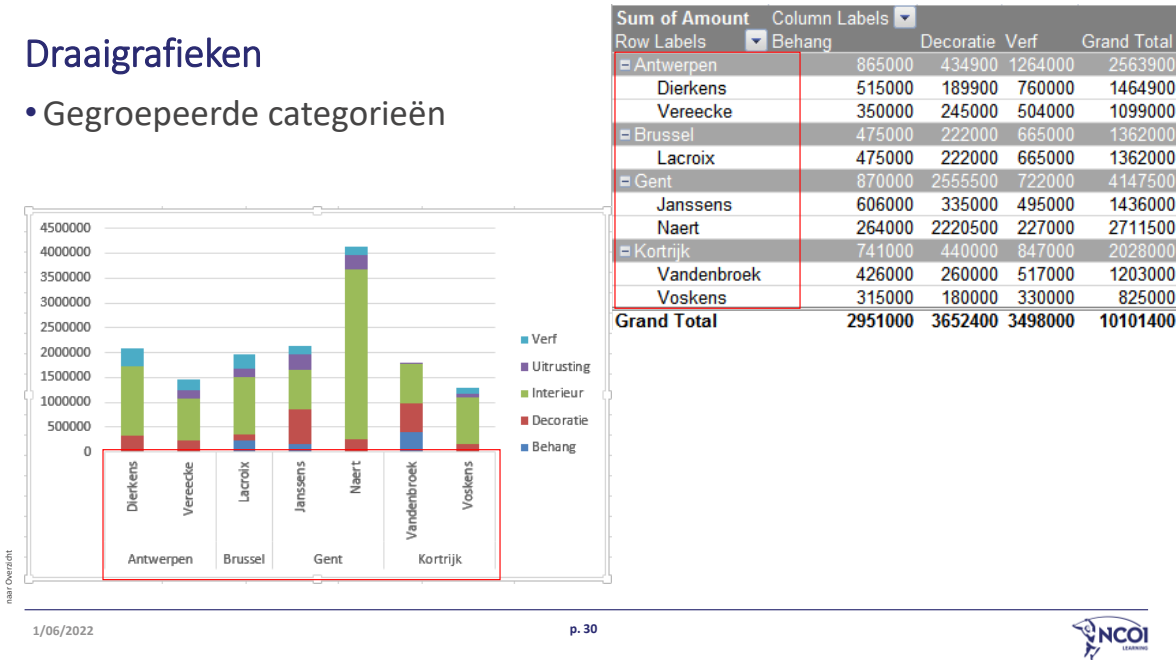 Draaigrafieken
• Gegroepeerde categorieën
Sum of Amount Column Labels
Row Labels Behang Decoratie Verf Grand Total
Antwerpen 865000 434900 1264000 2563900
Dierkens 515000 189900 760000 1464900
Vereecke 350000 245000 504000 1099000
Brussel 475000 222000 665000 1362000
Lacroix 475000 222000 665000 1362000
Gent 870000 2555500 722000 4147500
Janssens 606000 335000 495000 1436000
Naert 264000 2220500 227000 2711500
Kortrijk 741000 440000 847000 2028000
Vandenbroek 426000 260000 517000 1203000
Voskens 315000 180000 330000 825000
Grand Total 2951000 3652400 3498000 10101400
4500000
4000000
3500000
3000000
2500000
2000000
1500000
1000000
500000
0
Dierkens
Vereecke
Lacroix
Janssens
Naert
Vandenbroek
Voskens
Antwerpen Brussel Gent Kortrijk
Verf
Uitrusting
Interieur
Decoratie
Behang
naar Overzicht
1/06/2022
p. 30
NCOI
LEARNING